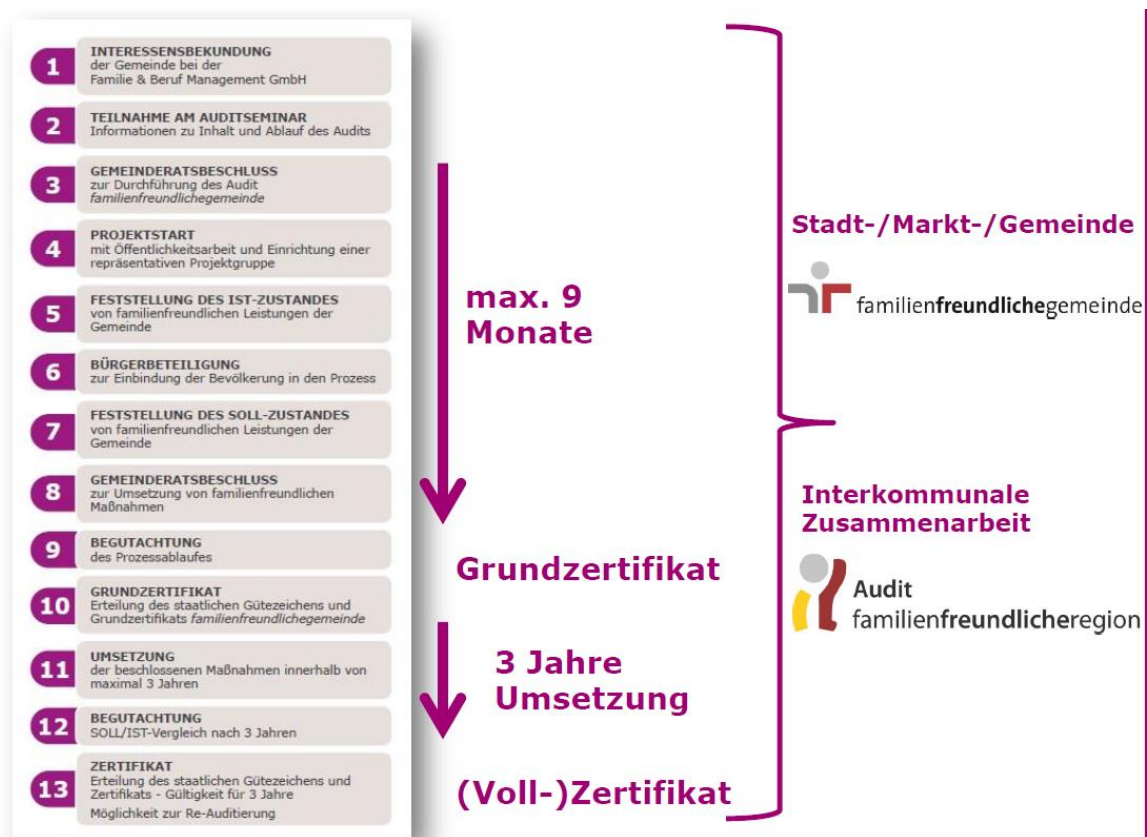 1
INTERESSENSBEKUNDUNG
der Gemeinde bei der
Familie & Beruf Management GmbH
2
TEILNAHME AM AUDITSEMINAR
Informationen zu Inhalt und Ablauf des Audits
3
GEMEINDERATSBESCHLUSS
zur Durchführung des Audit
familienfreundlichegemeinde
4
PROJEKTSTART
mit Öffentlichkeitsarbeit und Einrichtung einer
repräsentativen Projektgruppe
5
FESTSTELLUNG DES IST-ZUSTANDES
von familienfreundlichen Leistungen der
Gemeinde
6
BÜRGERBETEILIGUNG
zur Einbindung der Bevölkerung in den Prozess
7
FESTSTELLUNG DES SOLL-ZUSTANDES
von familienfreundlichen Leistungen der
Gemeinde
8
GEMEINDERATSBESCHLUSS
zur Umsetzung von familienfreundlichen
Maßnahmen
9
BEGUTACHTUNG
des Prozessablaufes
10
GRUNDZERTIFIKAT
Erteilung des staatlichen Gütezeichens und
Grundzertifikats familienfreundlichegemeinde
11
UMSETZUNG
der beschlossenen Maßnahmen innerhalb von
maximal 3 Jahren
12
BEGUTACHTUNG
SOLL/IST-Vergleich nach 3 Jahren
13
ZERTIFIKAT
Erteilung des staatlichen Gütezeichens und
Zertifikats - Gültigkeit für 3 Jahre
Möglichkeit zur Re-Auditierung
max. 9
Monate
Grundzertifikat
3 Jahre
Umsetzung
(Voll-)Zertifikat
Stadt-/Markt-/Gemeinde
familienfreundlichegemeinde
Interkommunale
Zusammenarbeit
Audit
familienfreundlicheregion